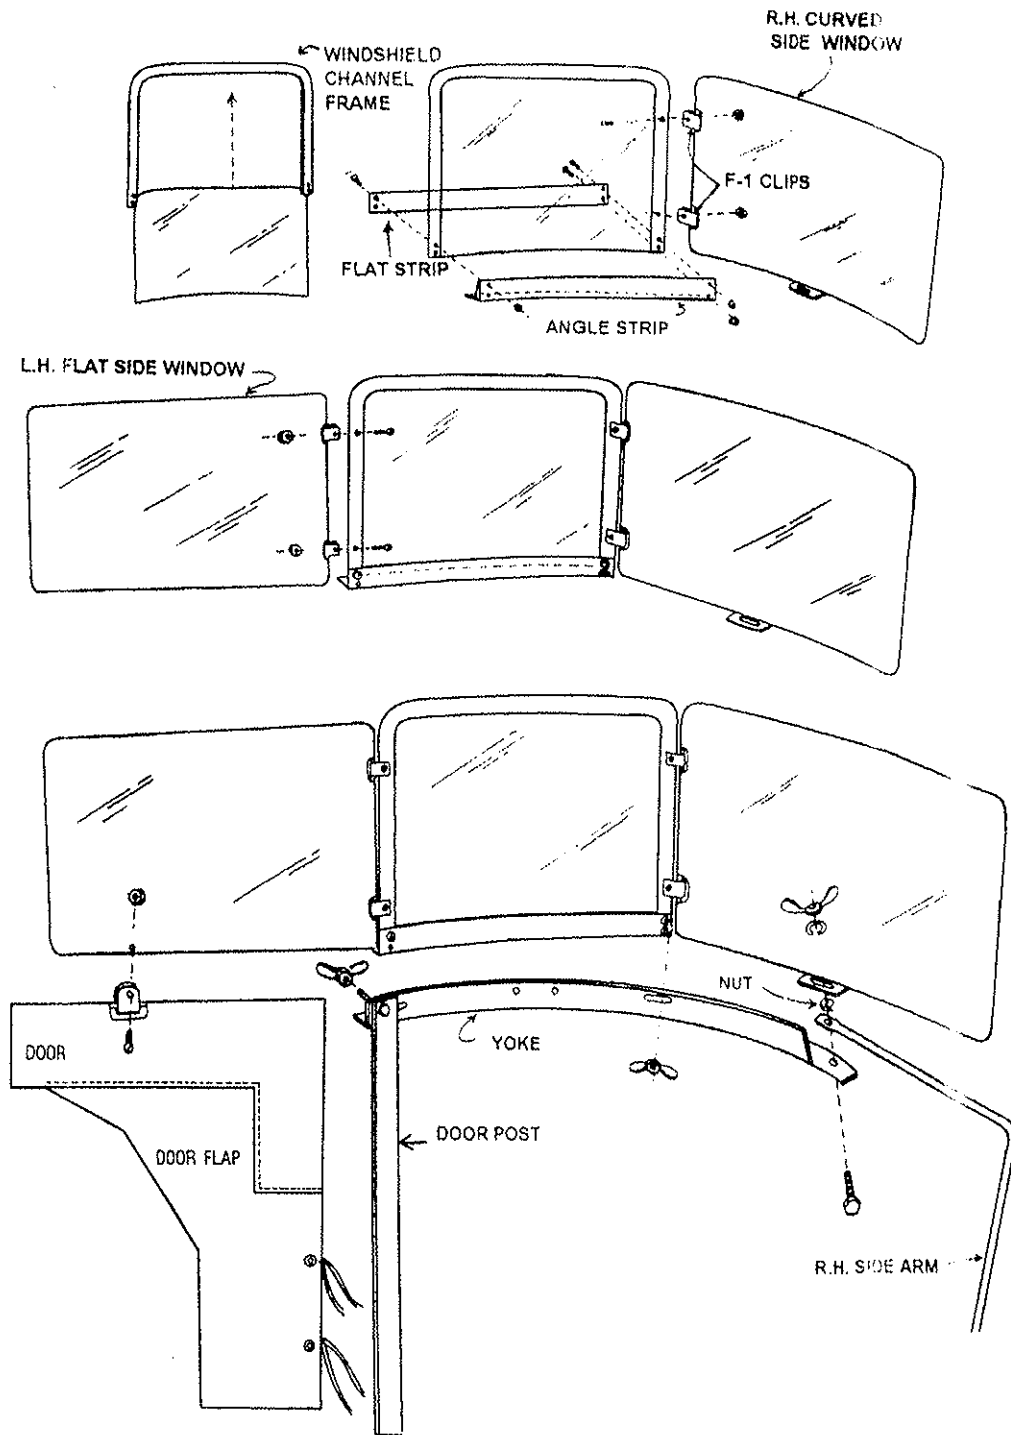 R.H. CURVED
SIDE WINDOW
WINDSHIELD
CHANNEL
FRAME
F-1 CLIPS
FLAT STRIP
ANGLE STRIP
L.H. FLAT SIDE WINDOW
NUT
YOKE
DOOR
DOOR POST
DOOR FLAP
R.H. SIDE ARM